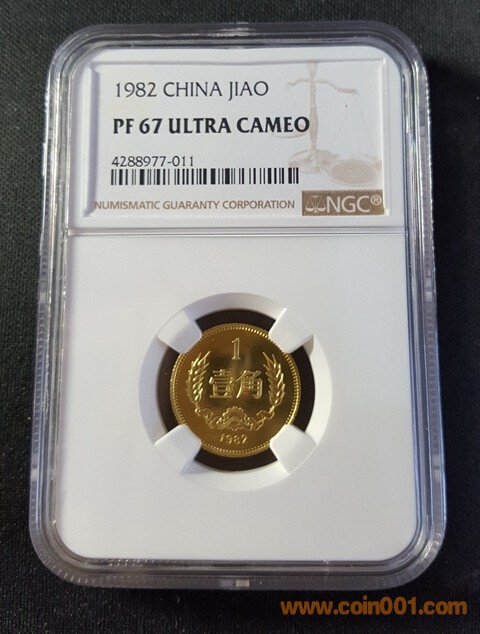 1982 CHINA JIAO
PF 67 ULTRA CAMEO
4288977-011
NUMISMATIC GUARANTY CORPORATION NGC®
1
壹角
1982
www.coin001.com